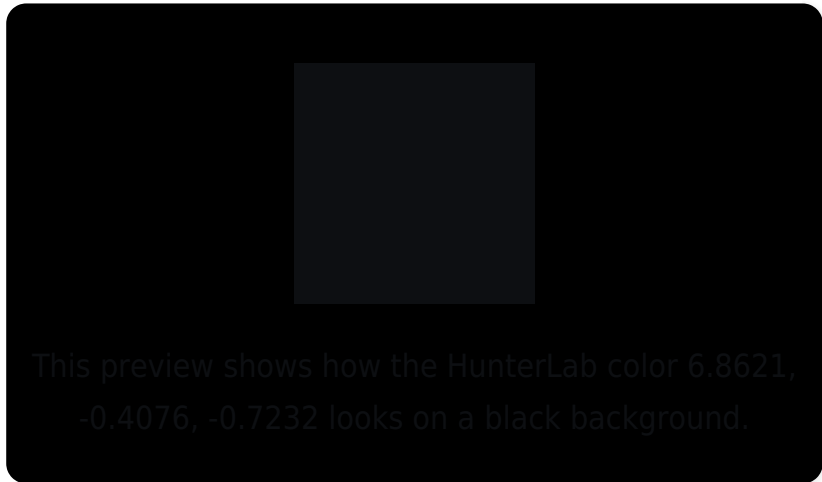 This preview shows how the HunterLab color 6.8621,
-0.4076, -0.7232 looks on a black background.